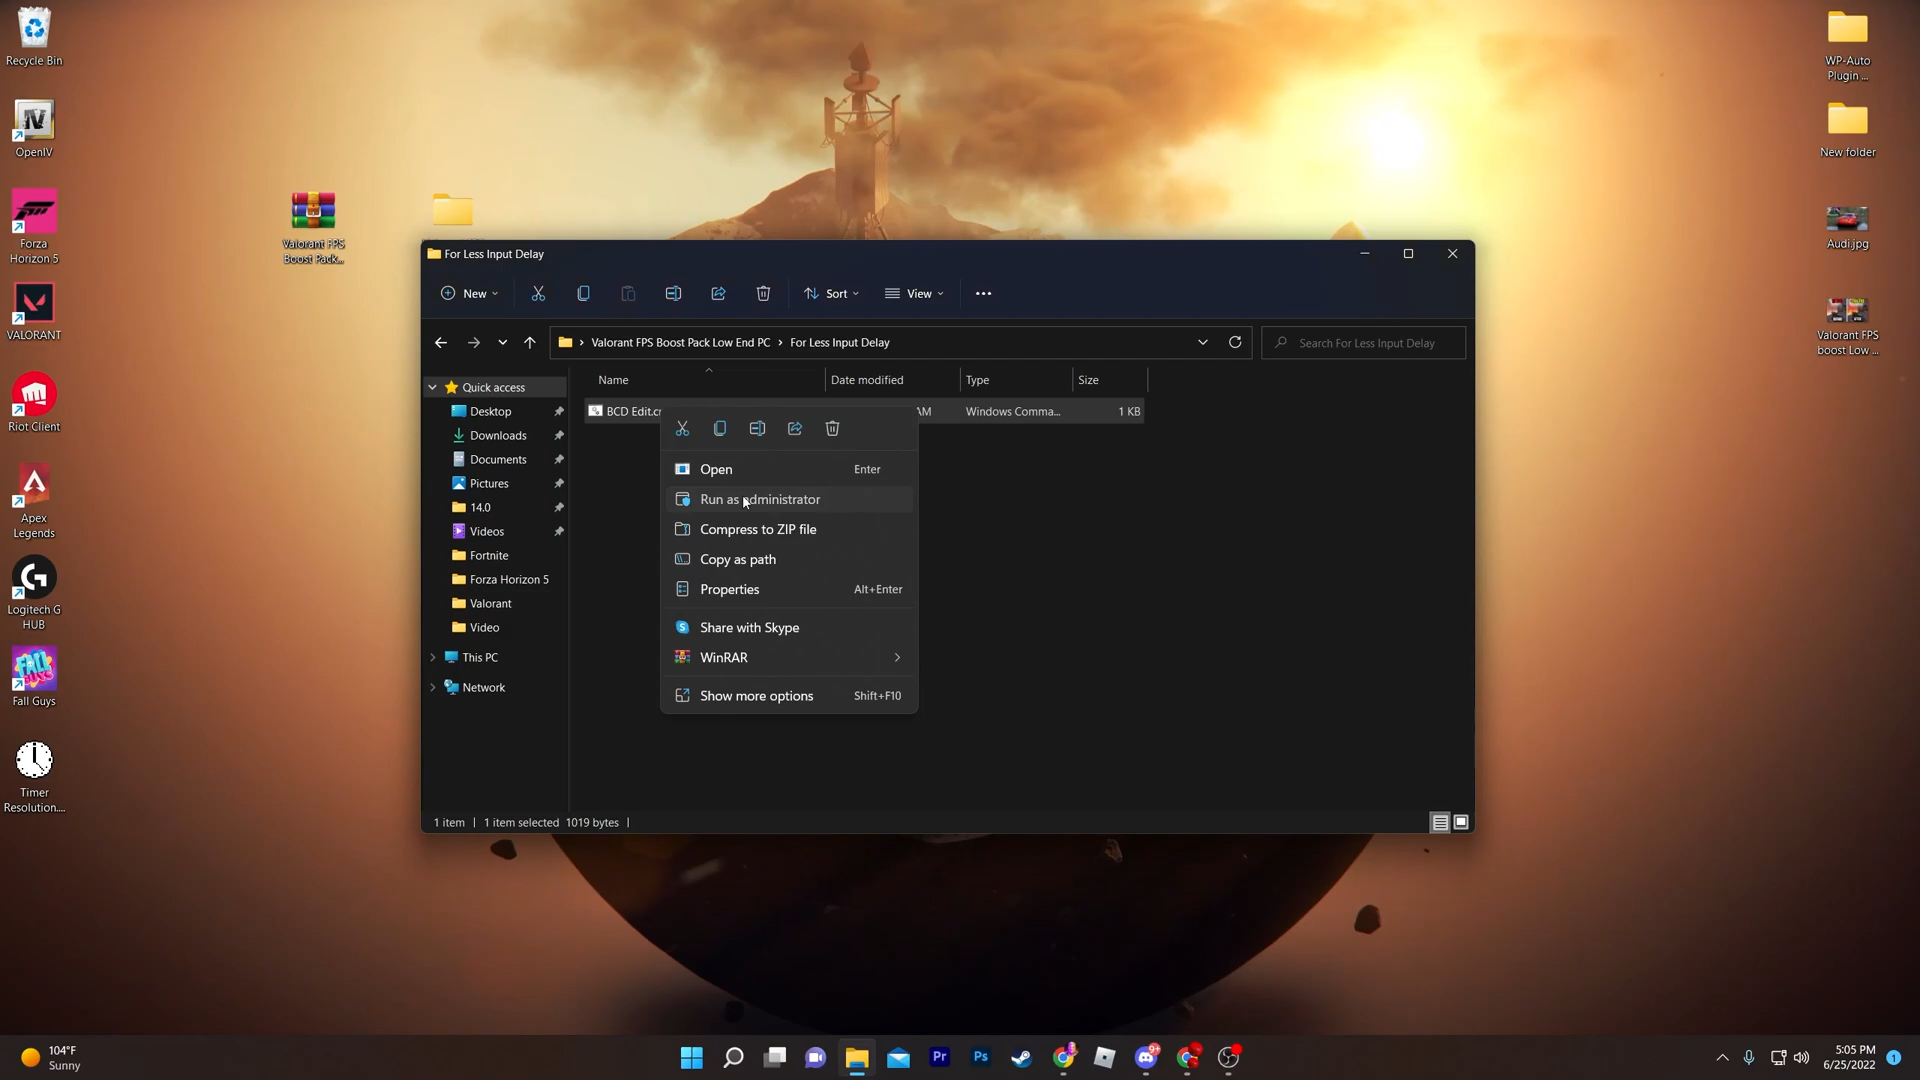 Recycle Bin
OpenIV
Forza
Horizon 5
VALORANT
Riot Client
Apex
Legends
Logitech G
HUB
Fall Guys
Timer
Resolution....
Valorant FPS
Boost Pack...
WP-Auto
Plugin ...
New folder
Audi.jpg
Valorant FPS
boost Low ...
For Less Input Delay
New
Sort
View
Valorant FPS Boost Pack Low End PC > For Less Input Delay
Search For Less Input Delay
Quick access
Desktop
Downloads
Documents
Pictures
14.0
Videos
Fortnite
Forza Horizon 5
Valorant
Video
This PC
Network
Name Date modified Type Size
BCD Edit.c AM Windows Comma... 1 KB
Open Enter
Run as administrator
Compress to ZIP file
Copy as path
Properties Alt+Enter
Share with Skype
WinRAR
Show more options Shift+F10
1 item 1 item selected 1019 bytes
104°F
Sunny
Pr
Ps
9+
5:05 PM
6/25/2022
1